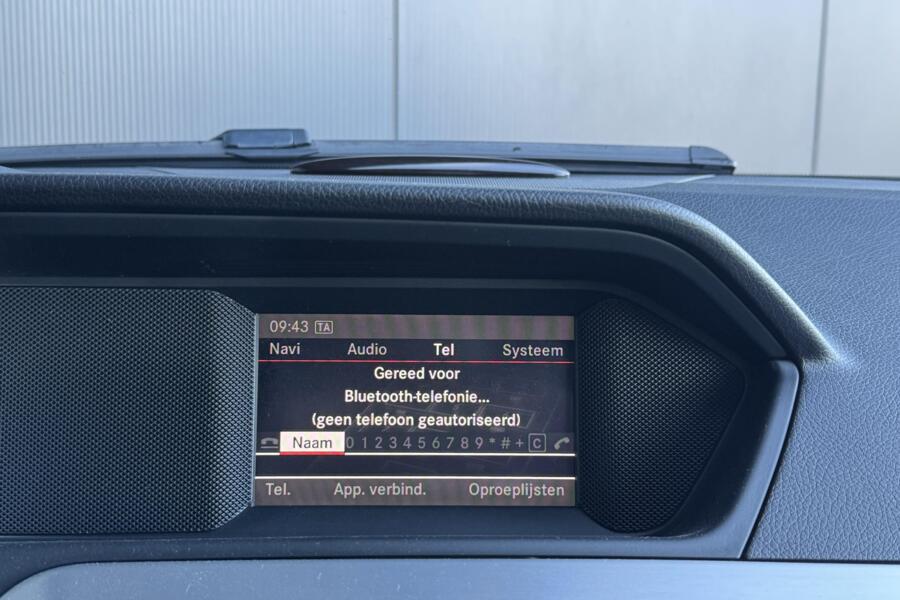 09:43 TA
Navi Audio Tel Systeem
Gereed voor
Bluetooth-telefonie...
(geen telefoon geautoriseerd)
Naam 0 1 2 3 4 5 6 7 8 9 * # + C
Tel. App. verbind. Oproeplijsten